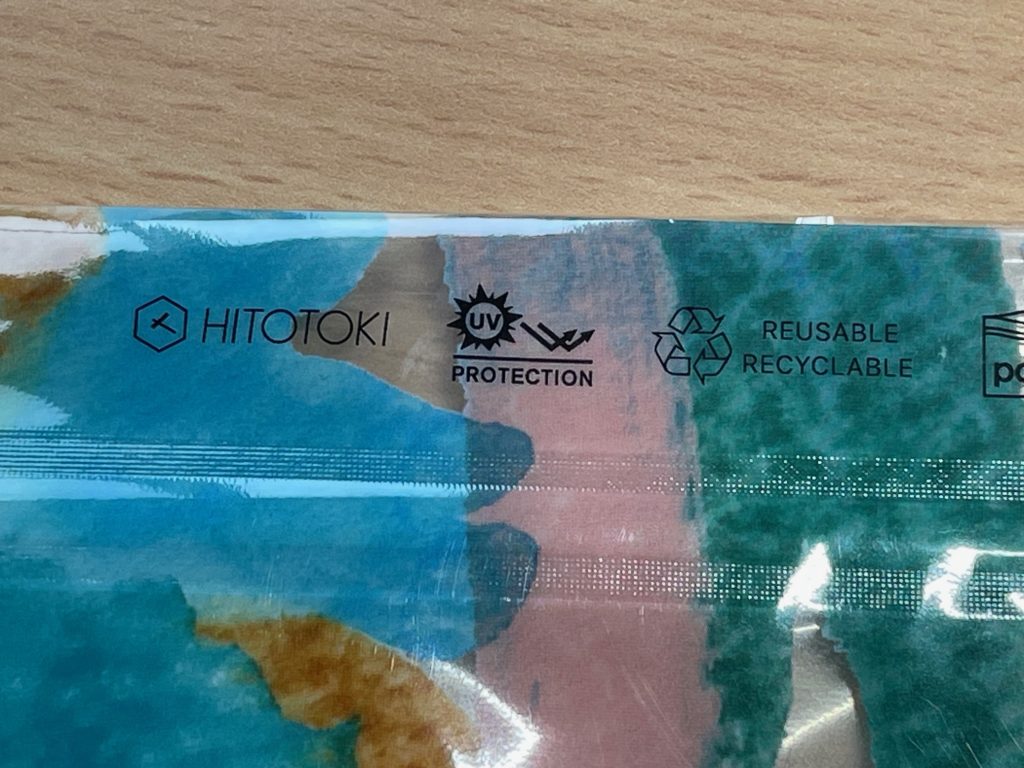 HITOTOKI
UV
PROTECTION
REUSABLE
RECYCLABLE